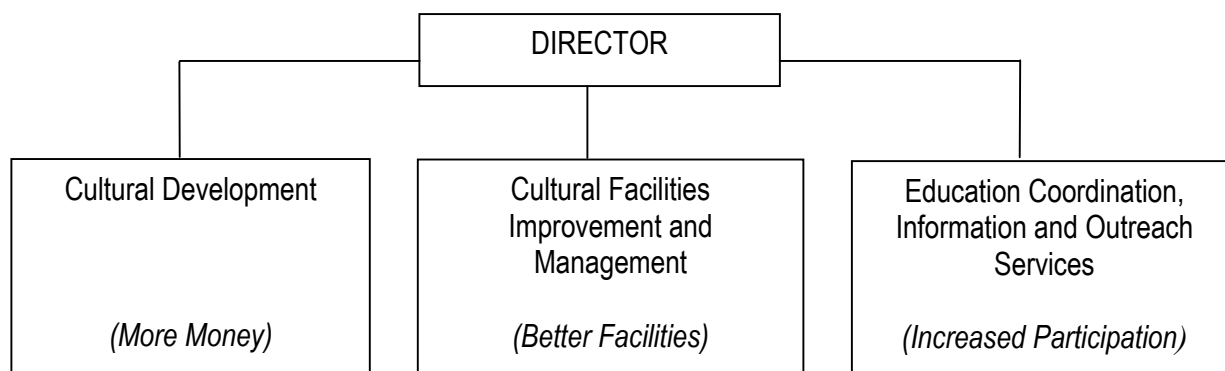 DIRECTOR
Cultural Development
(More Money)
Cultural Facilities
Improvement and
Management
(Better Facilities)
Education Coordination,
Information and Outreach
Services
(Increased Participation)